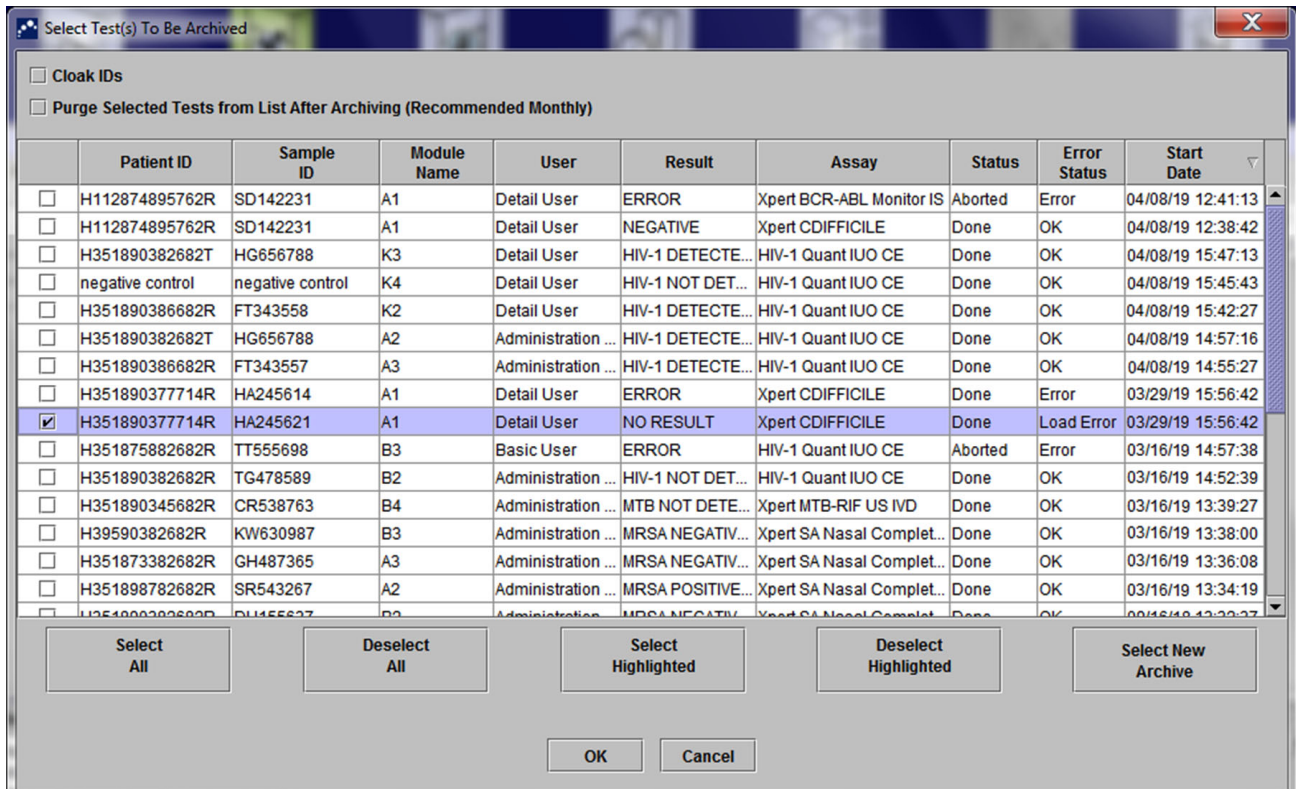 Select Test(s) To Be Archived
Cloak IDs
Purge Selected Tests from List After Archiving (Recommended Monthly)
Patient ID Sample ID Module Name User Result Assay Status Error Status Start Date
H112874895762R SD142231 A1 Detail User ERROR Xpert BCR-ABL Monitor IS Aborted Error 04/08/19 12:41:13
H112874895762R SD142231 A1 Detail User NEGATIVE Xpert CDIFFICILE Done OK 04/08/19 12:38:42
H351890382682T HG656788 K3 Detail User HIV-1 DETECTE... HIV-1 Quant IUO CE Done OK 04/08/19 15:47:13
negative control negative control K4 Detail User HIV-1 NOT DET... HIV-1 Quant IUO CE Done OK 04/08/19 15:45:43
H351890386682R FT343558 K2 Detail User HIV-1 DETECTE... HIV-1 Quant IUO CE Done OK 04/08/19 15:42:27
H351890382682T HG656788 A2 Administration ... HIV-1 DETECTE... HIV-1 Quant IUO CE Done OK 04/08/19 14:57:16
H351890386682R FT343557 A3 Administration ... HIV-1 DETECTE... HIV-1 Quant IUO CE Done OK 04/08/19 14:55:27
H351890377714R HA245614 A1 Detail User ERROR Xpert CDIFFICILE Done Error 03/29/19 15:56:42
H351890377714R HA245621 A1 Detail User NO RESULT Xpert CDIFFICILE Done Load Error 03/29/19 15:56:42
H351875882682R TT555698 B3 Basic User ERROR HIV-1 Quant IUO CE Aborted Error 03/16/19 14:57:38
H351890382682R TG478589 B2 Administration ... HIV-1 NOT DET... HIV-1 Quant IUO CE Done OK 03/16/19 14:52:39
H351890345682R CR538763 B4 Administration ... MTB NOT DETE... Xpert MTB-RIF US IVD Done OK 03/16/19 13:39:27
H39590382682R KW630987 B3 Administration ... MRSA NEGATIV... Xpert SA Nasal Complet... Done OK 03/16/19 13:38:00
H351873382682R GH487365 A3 Administration ... MRSA NEGATIV... Xpert SA Nasal Complet... Done OK 03/16/19 13:36:08
H351898782682R SR543267 A2 Administration ... MRSA POSITIVE... Xpert SA Nasal Complet... Done OK 03/16/19 13:34:19
Administration ... MRSA NEGATIV... Xpert SA Nasal Complet... Done OK
Select All Deselect All Select Highlighted Deselect Highlighted Select New Archive
OK Cancel